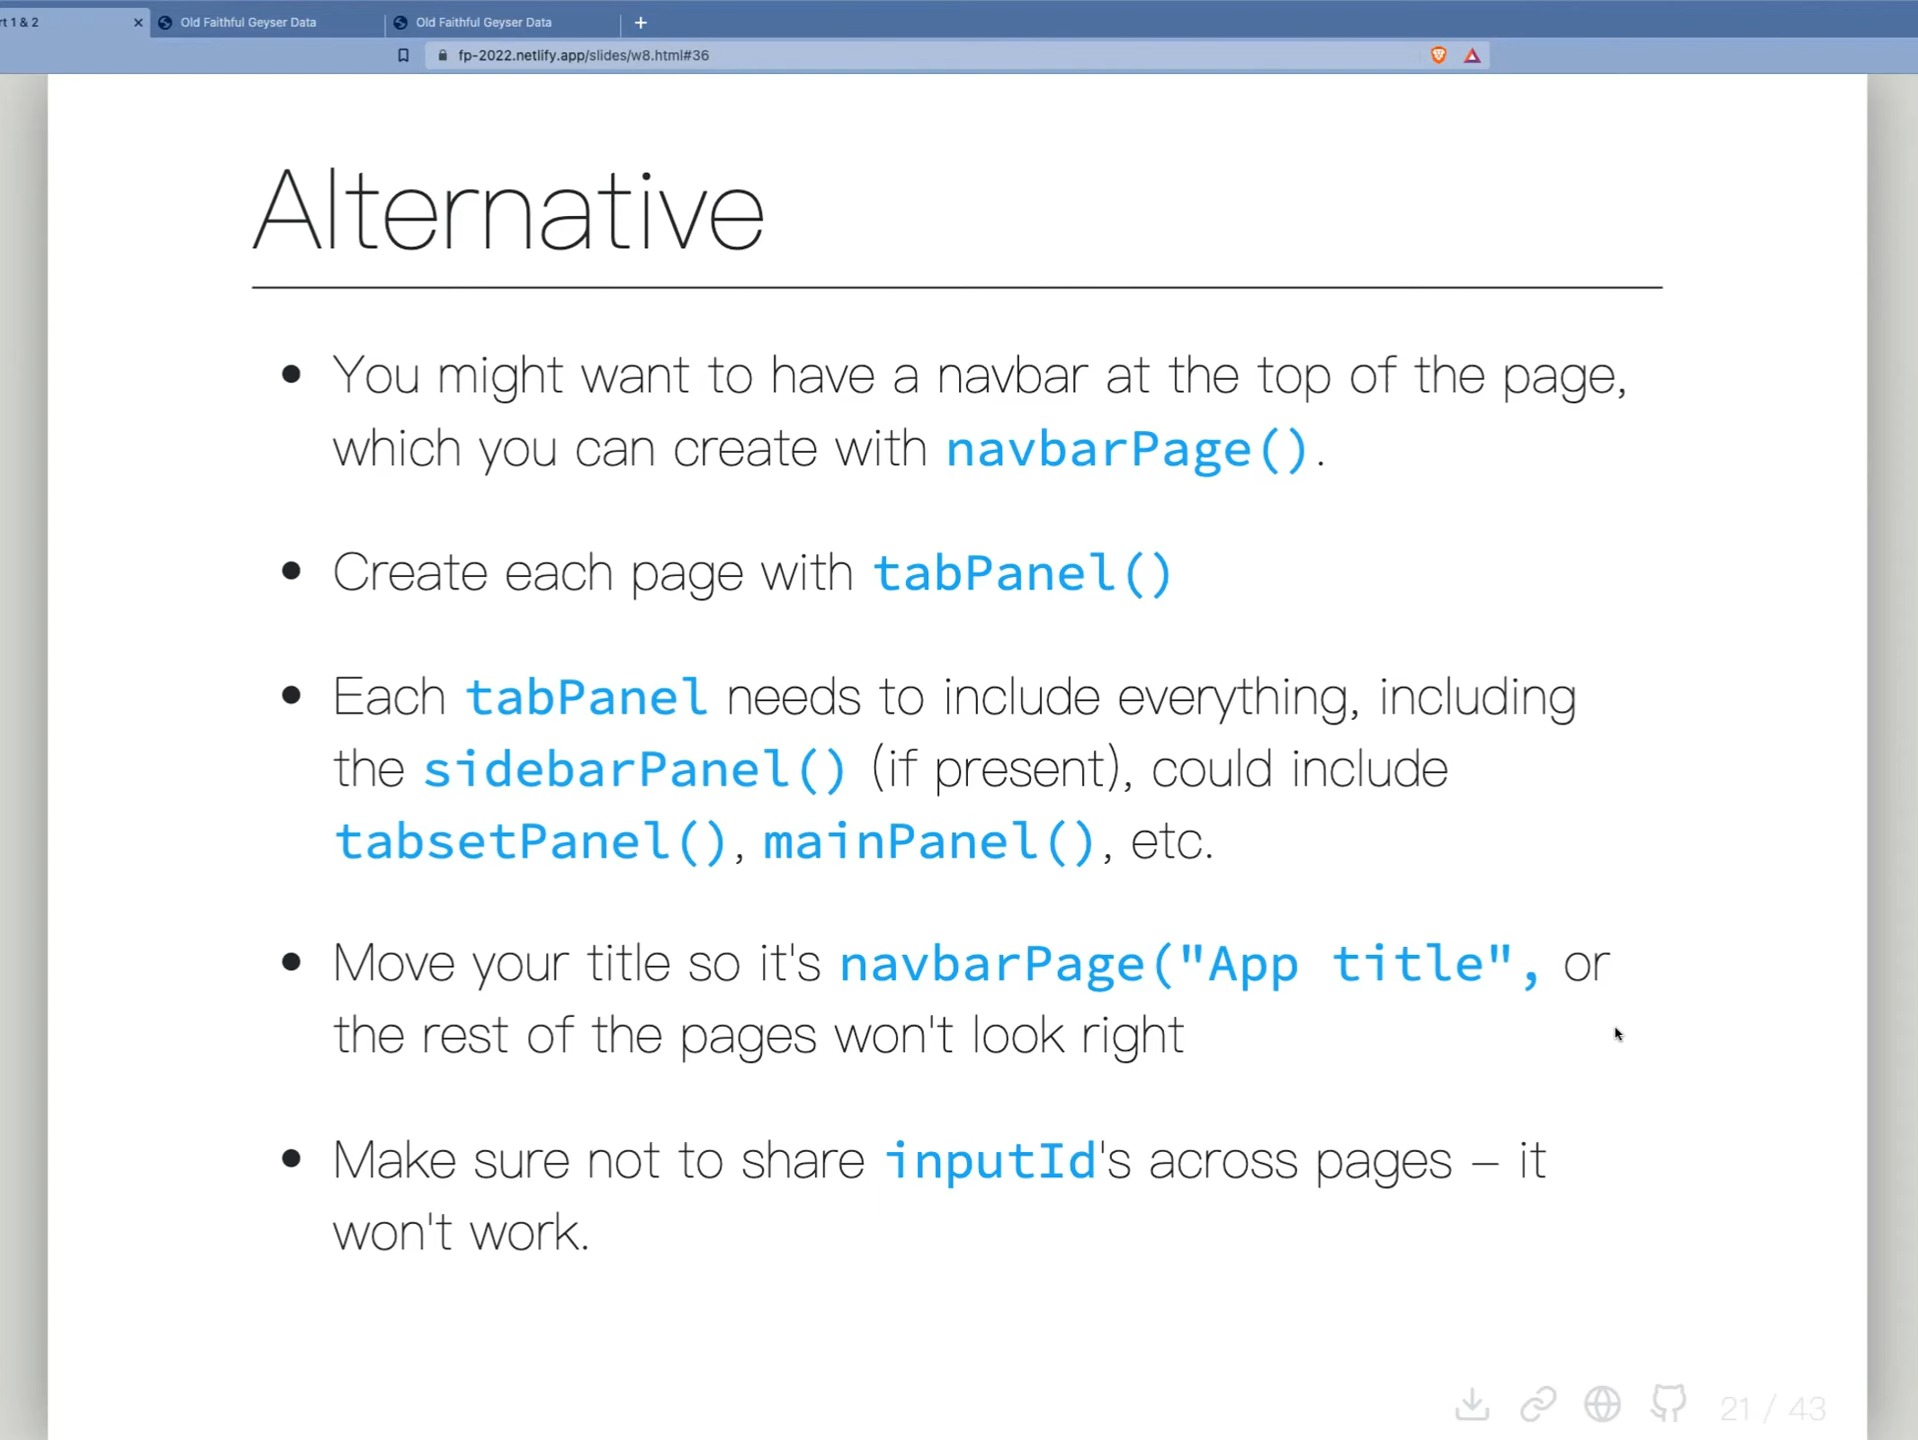 rt 1 & 2
Old Faithful Geyser Data
Old Faithful Geyser Data
fp-2022.netlify.app/slides/w8.html#36
Alternative
You might want to have a navbar at the top of the page,
which you can create with navbarPage().
Create each page with tabPanel()
Each tabPanel needs to include everything, including
the sidebarPanel() (if present), could include
tabsetPanel(), mainPanel(), etc.
Move your title so it's navbarPage("App title", or
the rest of the pages won't look right
Make sure not to share inputId's across pages – it
won't work.
21 / 43